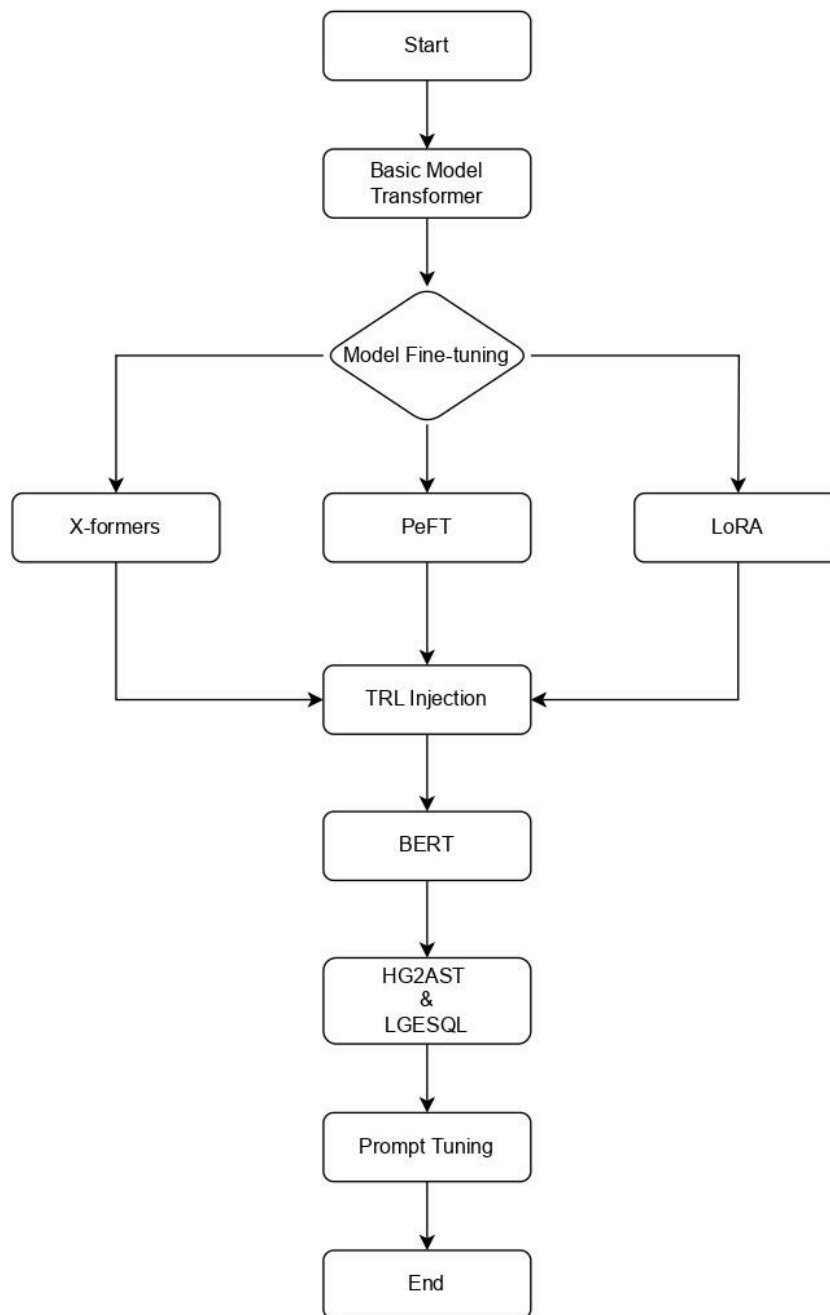 Start
Basic Model
Transformer
Model Fine-tuning
X-formers
PeFT
LoRA
TRL Injection
BERT
HG2AST
&
LGESQL
Prompt Tuning
End